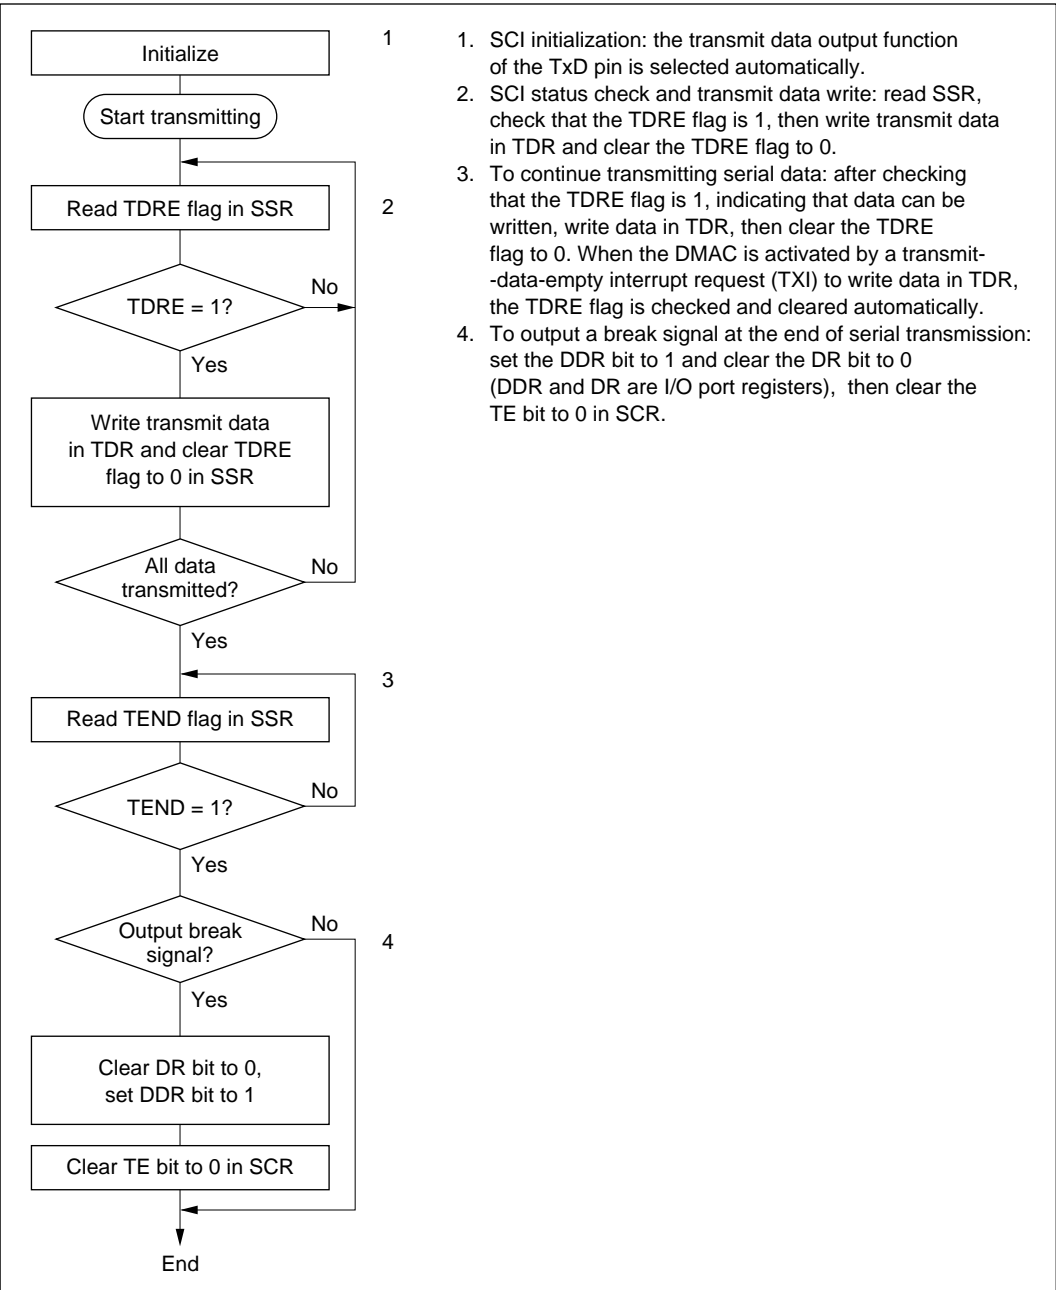 Initialize
1
Start transmitting
Read TDRE flag in SSR
2
TDRE = 1?
No
Yes
Write transmit data
in TDR and clear TDRE
flag to 0 in SSR
All data
transmitted?
No
Yes
3
Read TEND flag in SSR
TEND = 1?
No
Yes
Output break
signal?
No
4
Yes
Clear DR bit to 0,
set DDR bit to 1
Clear TE bit to 0 in SCR
End
1. SCI initialization: the transmit data output function
of the TxD pin is selected automatically.
2. SCI status check and transmit data write: read SSR,
check that the TDRE flag is 1, then write transmit data
in TDR and clear the TDRE flag to 0.
3. To continue transmitting serial data: after checking
that the TDRE flag is 1, indicating that data can be
written, write data in TDR, then clear the TDRE
flag to 0. When the DMAC is activated by a transmit-
-data-empty interrupt request (TXI) to write data in TDR,
the TDRE flag is checked and cleared automatically.
4. To output a break signal at the end of serial transmission:
set the DDR bit to 1 and clear the DR bit to 0
(DDR and DR are I/O port registers), then clear the
TE bit to 0 in SCR.